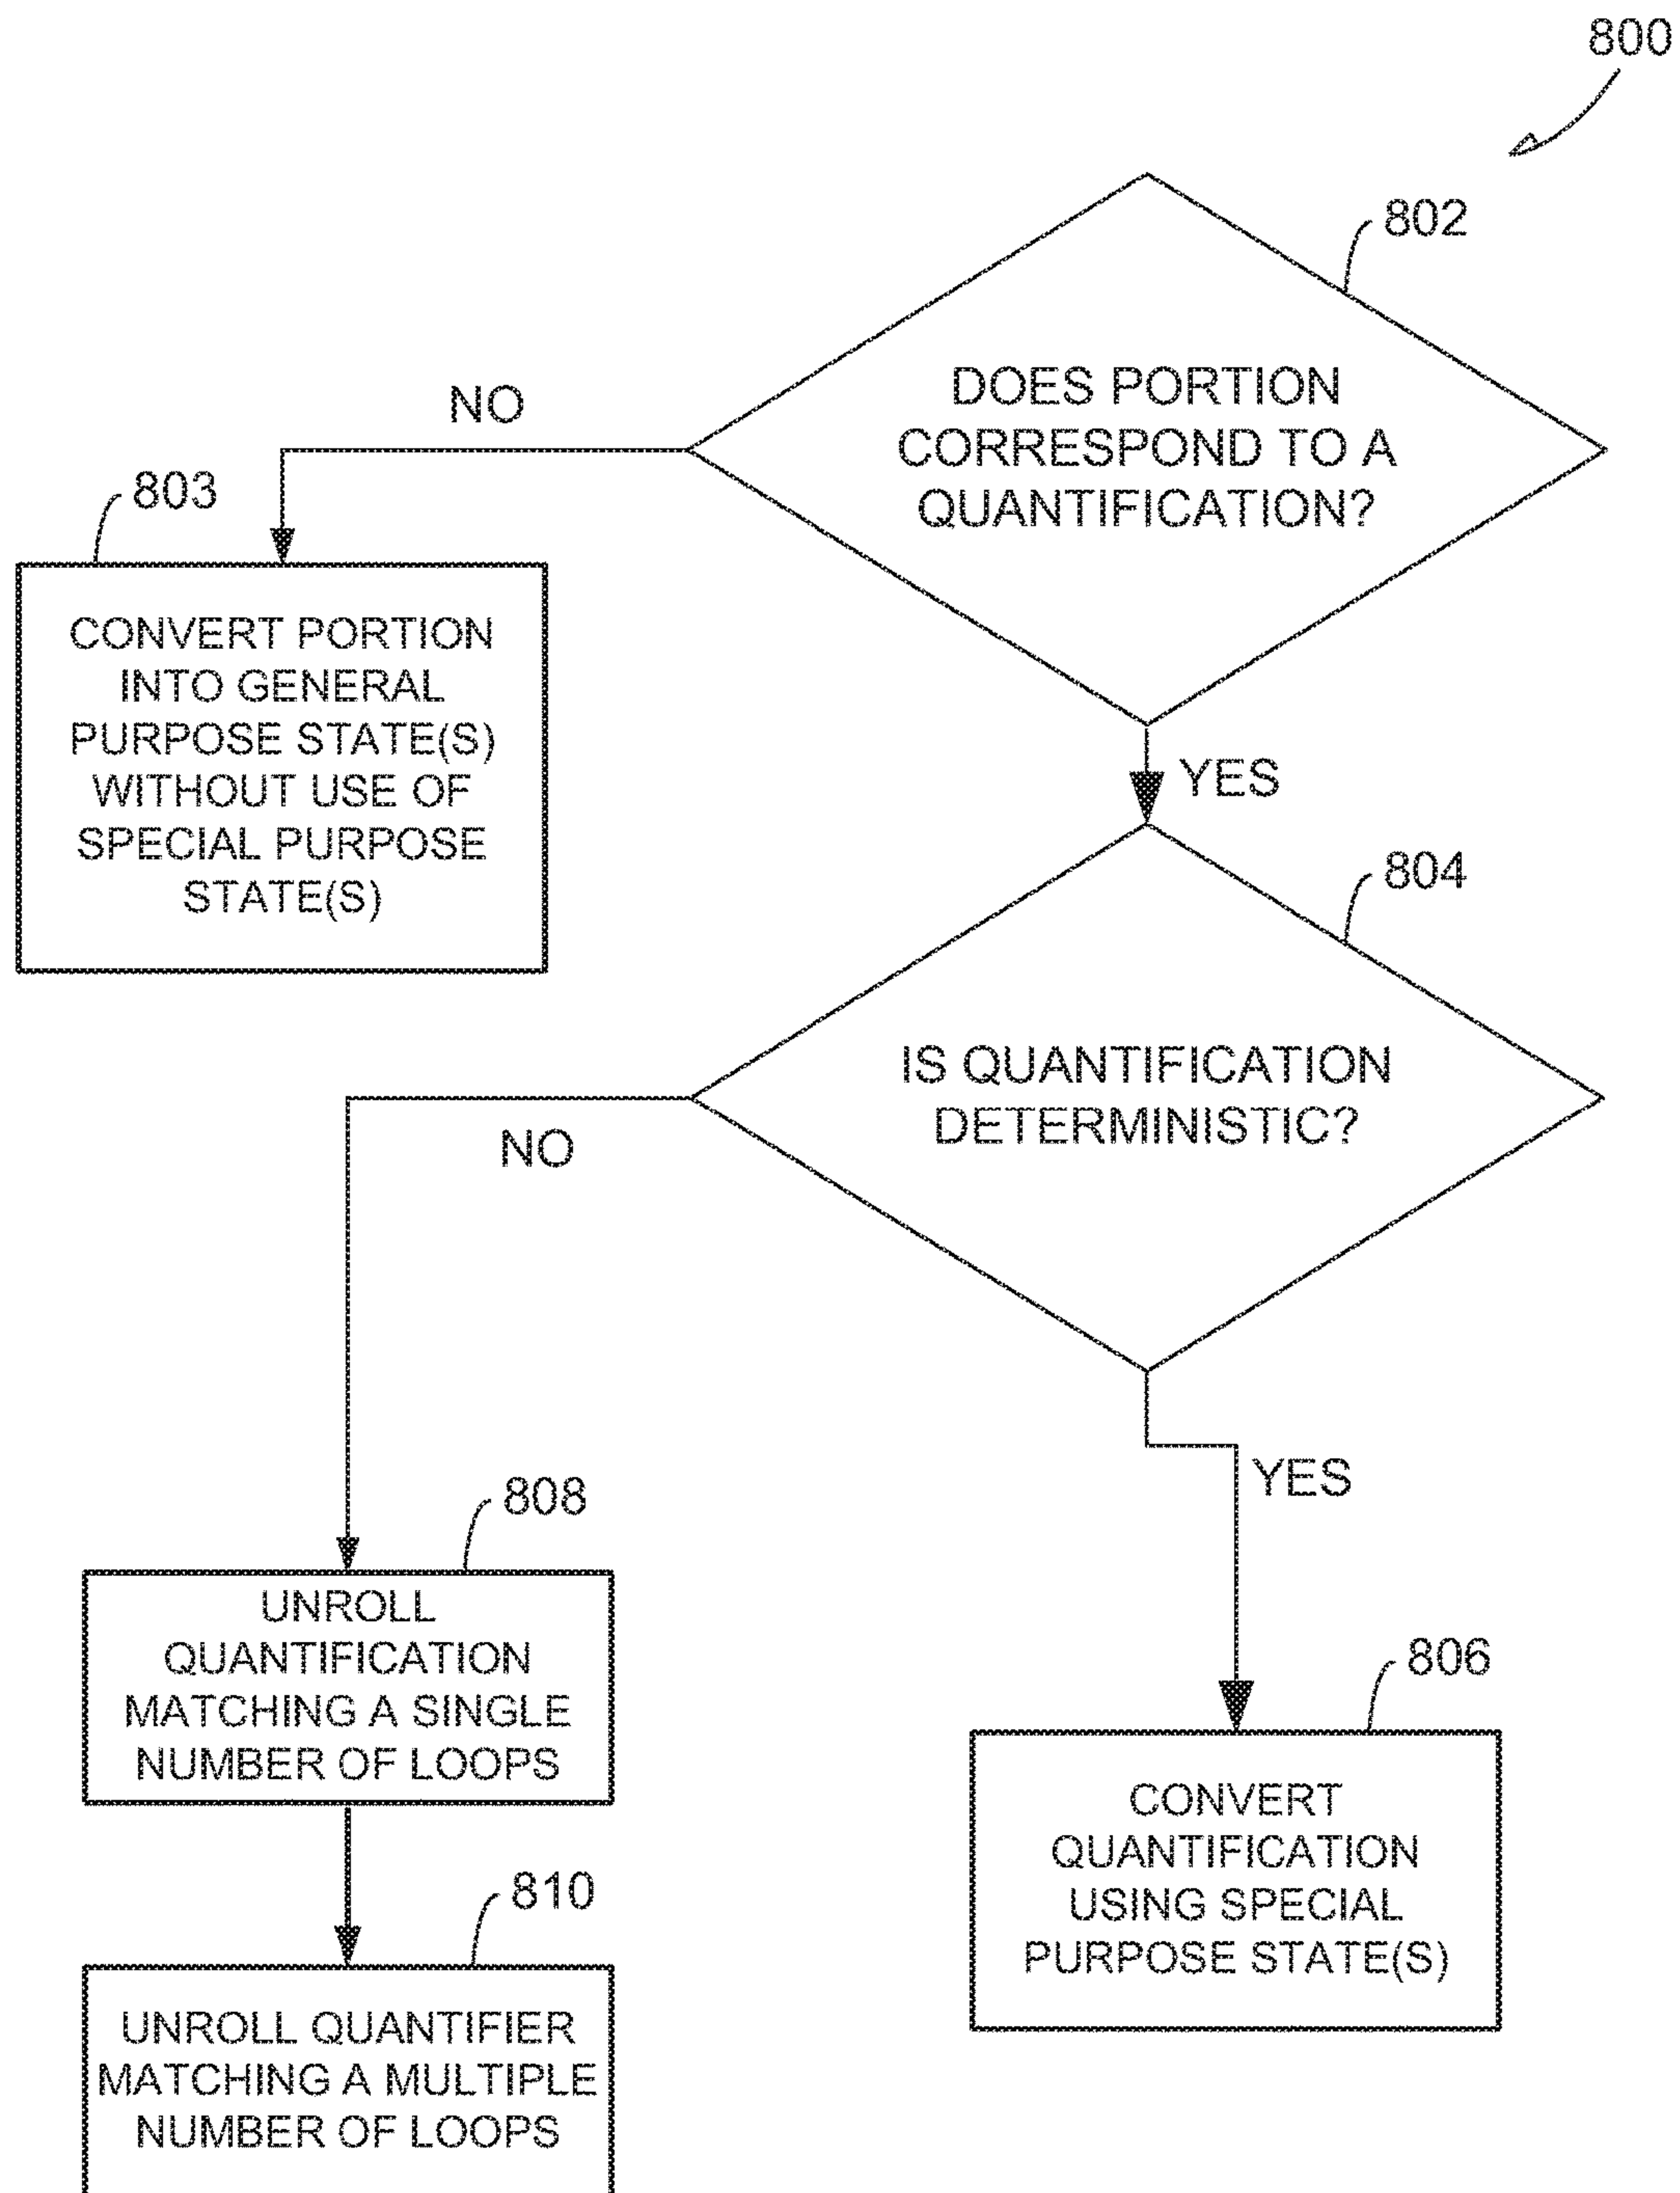 800
802
DOES PORTION
CORRESPOND TO A
QUANTIFICATION?
NO
803
CONVERT PORTION
INTO GENERAL
PURPOSE STATE(S)
WITHOUT USE OF
SPECIAL PURPOSE
STATE(S)
YES
804
IS QUANTIFICATION
DETERMINISTIC?
NO
YES
808
UNROLL
QUANTIFICATION
MATCHING A SINGLE
NUMBER OF LOOPS
806
CONVERT
QUANTIFICATION
USING SPECIAL
PURPOSE STATE(S)
810
UNROLL QUANTIFIER
MATCHING A MULTIPLE
NUMBER OF LOOPS